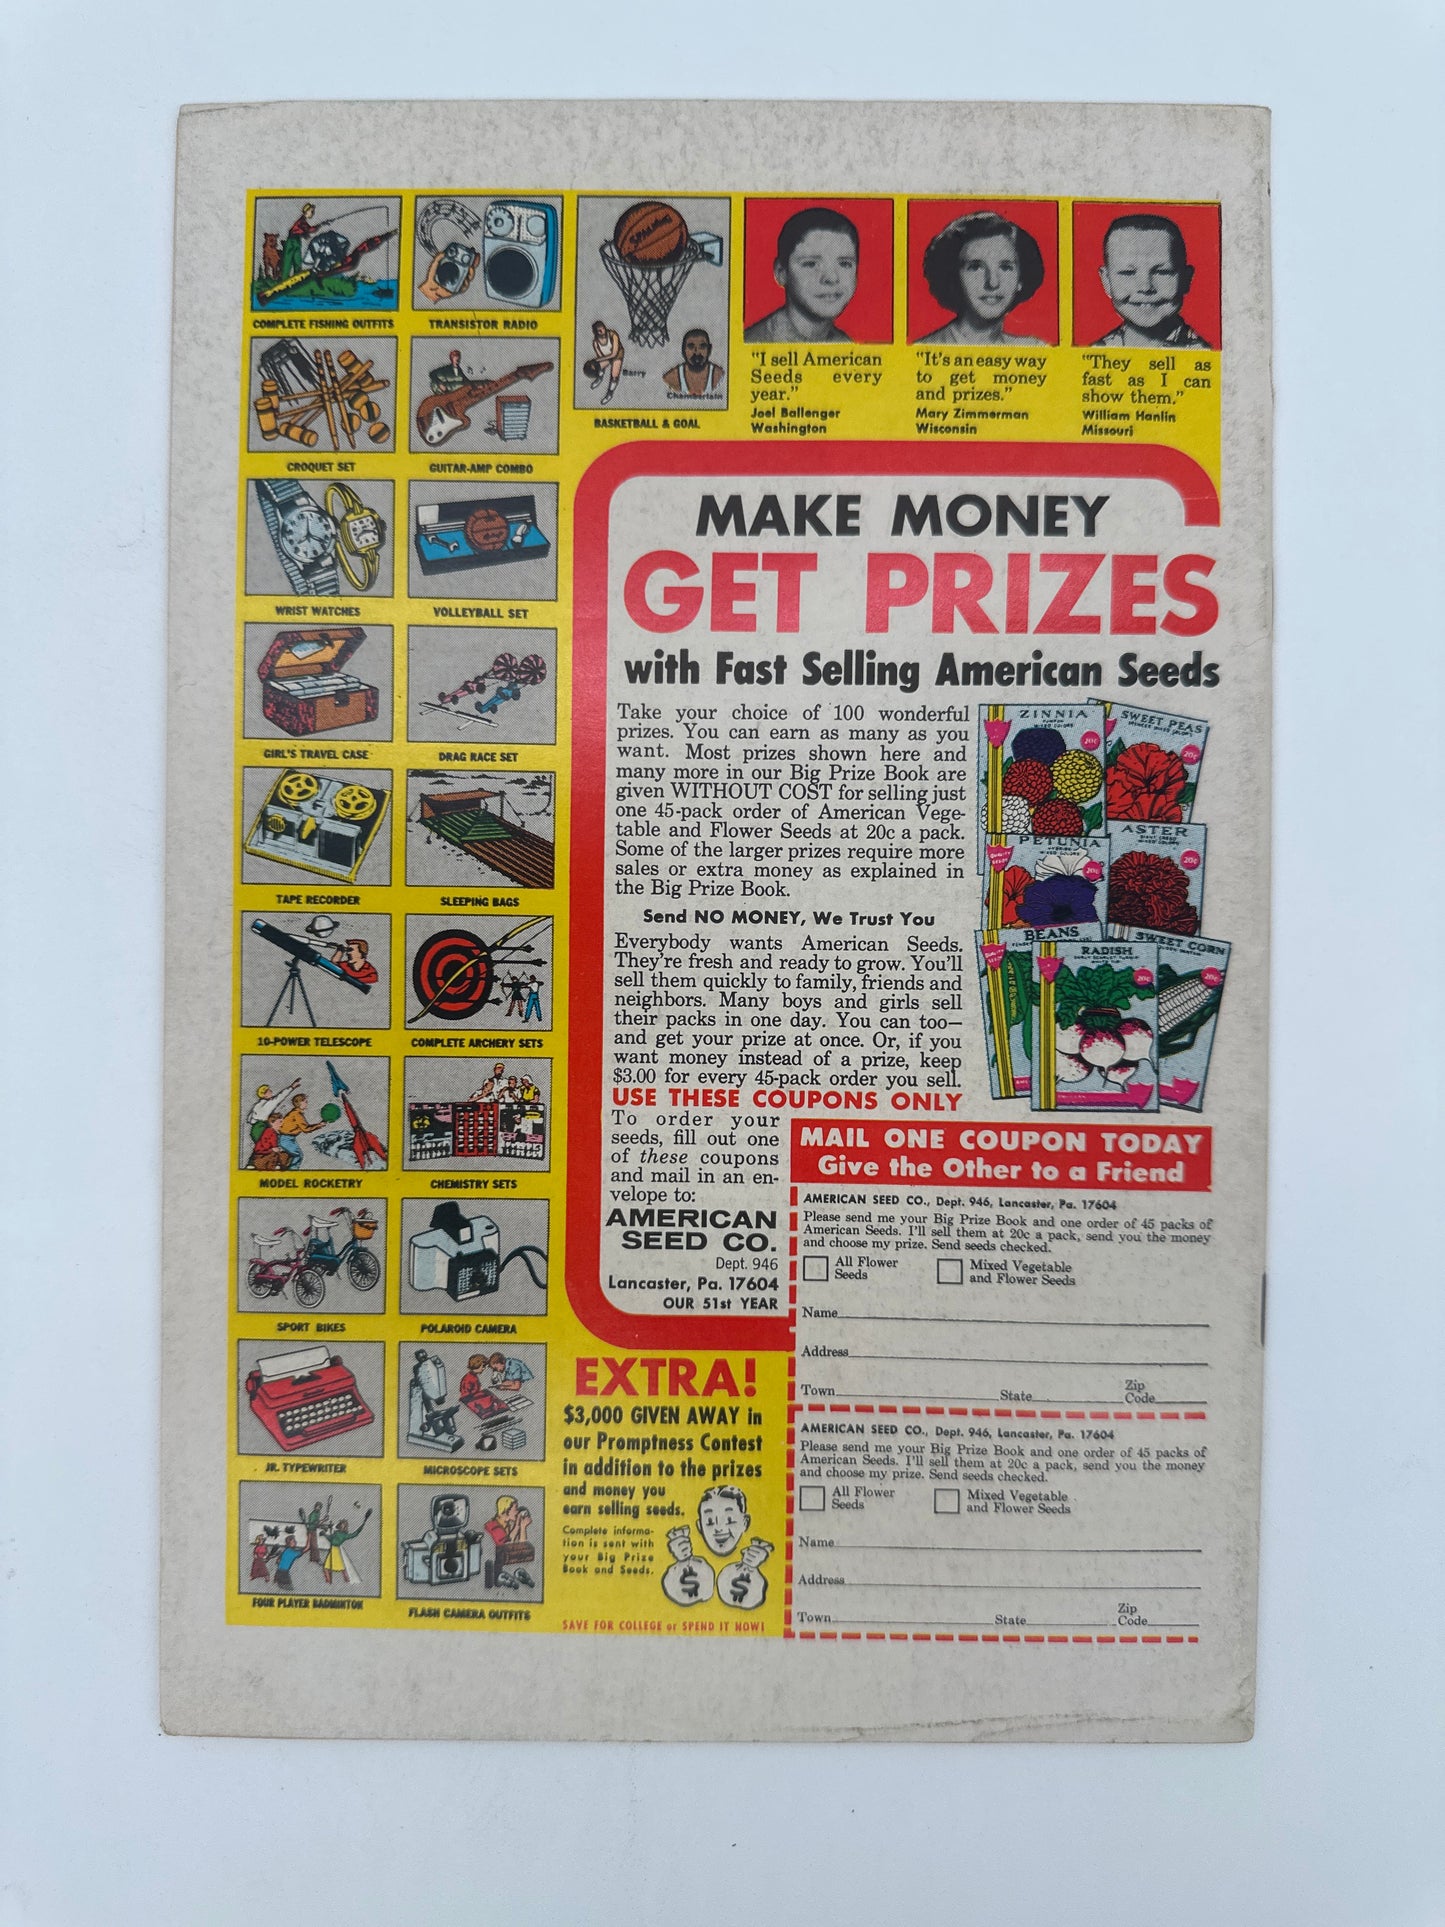 COMPLETE FISHING OUTFITS
TRANSISTOR RADIO
CROQUET SET
GUITAR-AMP COMBO
WRIST WATCHES
VOLLEYBALL SET
GIRL'S TRAVEL CASE
DRAG RACE SET
TAPE RECORDER
SLEEPING BAGS
10-POWER TELESCOPE
COMPLETE ARCHERY SETS
MODEL ROCKETRY
CHEMISTRY SETS
SPORT BIKES
POLAROID CAMERA
JR. TYPEWRITER
MICROSCOPE SETS
FOUR PLAYER BADMINTON
FLASH CAMERA OUTFITS
SPALDING
Barry
Chamberlain
BASKETBALL & GOAL
"I sell American
Seeds every
year."
Joel Ballenger
Washington
"It's an easy way
to get money
and prizes."
Mary Zimmerman
Wisconsin
"They sell as
fast as I can
show them."
William Hanlin
Missouri
MAKE MONEY
GET PRIZES
with Fast Selling American Seeds
Take your choice of 100 wonderful
prizes. You can earn as many as you
want. Most prizes shown here and
many more in our Big Prize Book are
given WITHOUT COST for selling just
one 45-pack order of American Vege-
table and Flower Seeds at 20c a pack.
Some of the larger prizes require more
sales or extra money as explained in
the Big Prize Book.
Send NO MONEY, We Trust You
Everybody wants American Seeds.
They're fresh and ready to grow. You'll
sell them quickly to family, friends and
neighbors. Many boys and girls sell
their packs in one day. You can too—
and get your prize at once. Or, if you
want money instead of a prize, keep
$3.00 for every 45-pack order you sell.
USE THESE COUPONS ONLY
To order your
seeds, fill out one
of these coupons
and mail in an en-
velope to:
AMERICAN
SEED CO.
Dept. 946
Lancaster, Pa. 17604
OUR 51st YEAR
ZINNIA
MIXED COLORS
20c
SWEET PEAS
20c
PETUNIA
MIXED COLORS
20c
ASTER
MIXED COLORS
20c
BEANS
RADISH
20c
SWEET CORN
20c
MAIL ONE COUPON TODAY
Give the Other to a Friend
AMERICAN SEED CO., Dept. 946, Lancaster, Pa. 17604
Please send me your Big Prize Book and one order of 45 packs of
American Seeds. I'll sell them at 20c a pack, send you the money
and choose my prize. Send seeds checked.
All Flower
Seeds
Mixed Vegetable
and Flower Seeds
Name
Address
Town State Zip
Code
AMERICAN SEED CO., Dept. 946, Lancaster, Pa. 17604
Please send me your Big Prize Book and one order of 45 packs of
American Seeds. I'll sell them at 20c a pack, send you the money
and choose my prize. Send seeds checked.
All Flower
Seeds
Mixed Vegetable
and Flower Seeds
Name
Address
Town State Zip
Code
EXTRA!
$3,000 GIVEN AWAY in
our Promptness Contest
in addition to the prizes
and money you
earn selling seeds.
Complete informa-
tion is sent with
your Big Prize
Book and Seeds.
$ $
SAVE FOR COLLEGE or SPEND IT NOW!